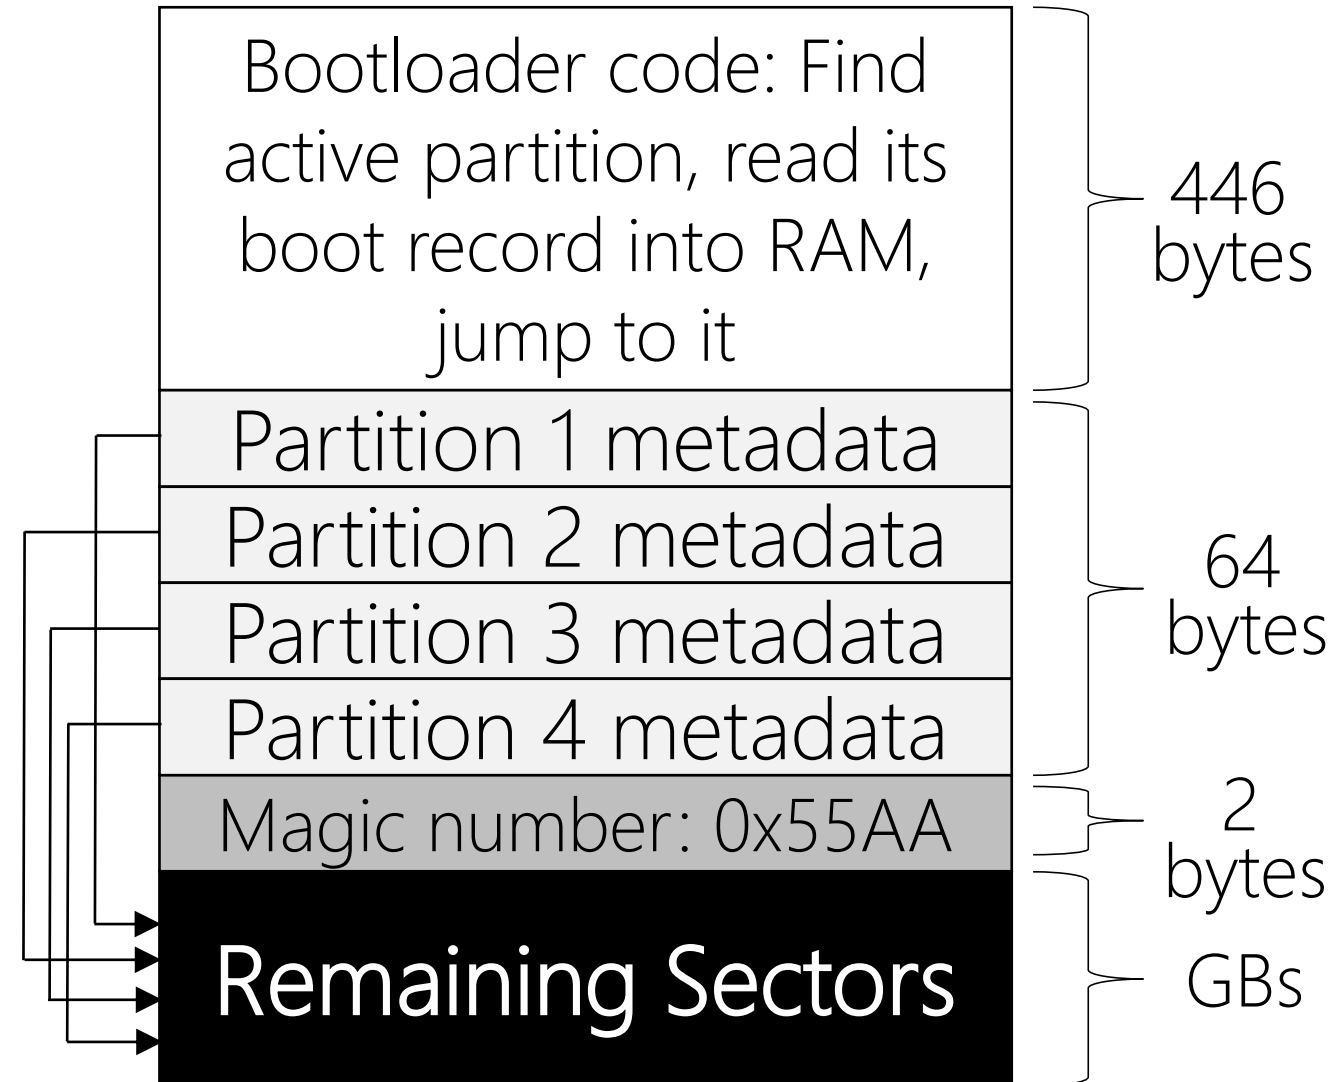 Bootloader code: Find
active partition, read its
boot record into RAM,
jump to it
446
bytes
Partition 1 metadata
Partition 2 metadata
Partition 3 metadata
Partition 4 metadata
64
bytes
Magic number: 0x55AA
2
bytes
Remaining Sectors
GBs